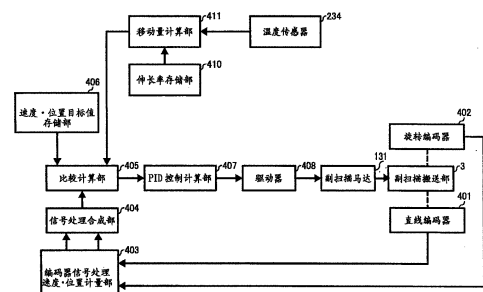 411
移动量计算部
234
温度传感器
410
伸长率存储部
406
速度・位置目标值
存储部
402
旋转编码器
405
比较计算部
407
PID 控制计算部
408
驱动器
131
副扫描马达
3
副扫描搬送部
404
信号处理合成部
401
直线编码器
403
编码器信号处理
速度・位置计量部